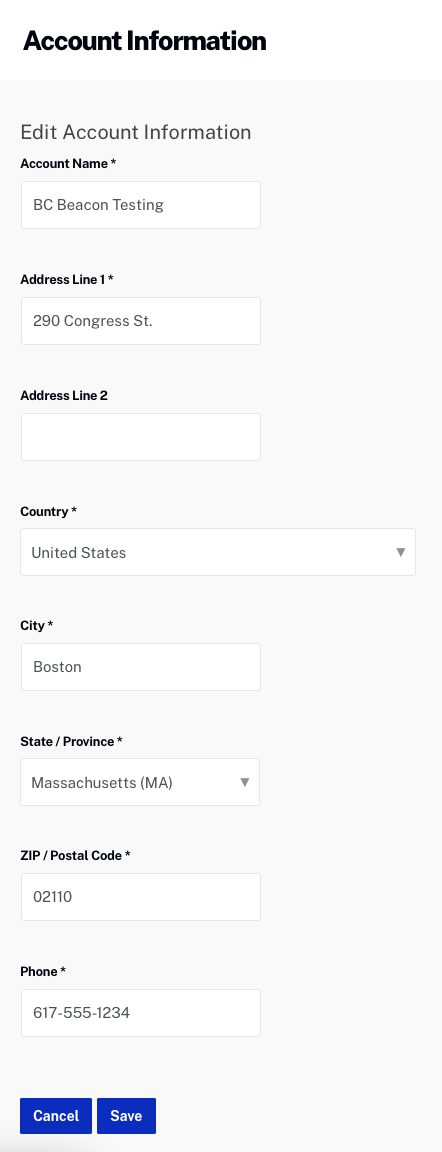 Account Information
Edit Account Information
Account Name *
BC Beacon Testing
Address Line 1 *
290 Congress St.
Address Line 2
Country *
United States
City *
Boston
State / Province *
Massachusetts (MA)
ZIP / Postal Code *
02110
Phone *
617-555-1234
Cancel Save